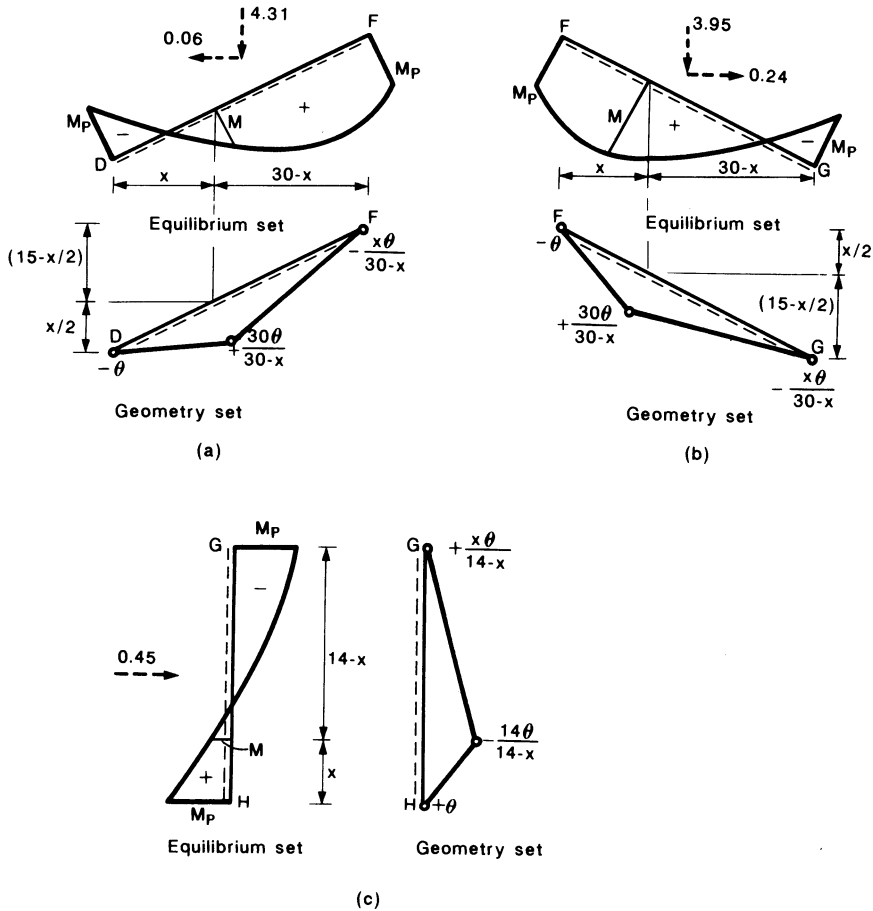 4.31
0.06
F
M_P
+
M
M_P
−
D
x
30-x
Equilibrium set
(15-x/2)
x/2
F
- xθ/30-x
D
-θ
+ 30θ/30-x
Geometry set
(a)
3.95
0.24
F
M_P
M
+
−
M_P
G
x
30-x
Equilibrium set
F
-θ
x/2
(15-x/2)
+ 30θ/30-x
G
- xθ/30-x
Geometry set
(b)
M_P
G
−
0.45
14-x
M
x
+
H
M_P
Equilibrium set
G
+ xθ/14-x
- 14θ/14-x
H
+θ
Geometry set
(c)